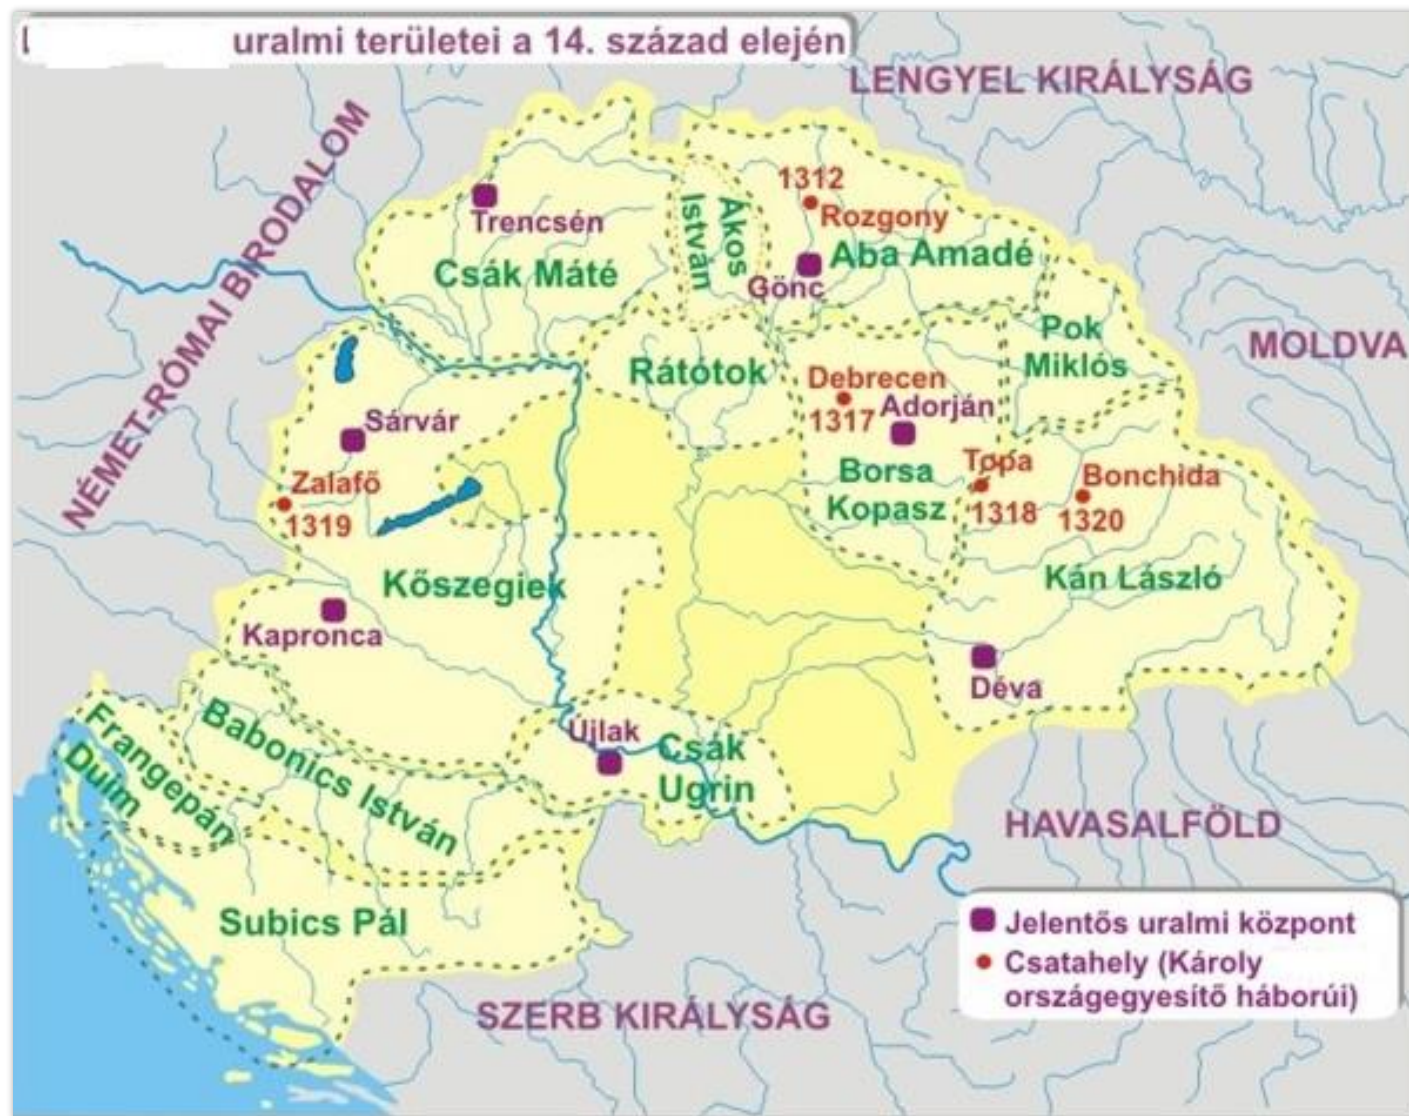 uralmi területei a 14. század elején
LENGYEL KIRÁLYSÁG
NÉMET-RÓMAI BIRODALOM
1312
Rozgony
Trencsén
Csák Máté
Ákos
István
Aba Amadé
Gönc
Pok
Miklós
MOLDVA
Rátótok
Debrecen
1317
Adorján
Sárvár
Zalafő
1319
Borsa
Kopasz
Topa
1318
Bonchida
1320
Kőszegiek
Kán László
Kapronca
Déva
Újlak
Csák
Ugrin
Babonics István
Frangepán
Duim
HAVASALFÖLD
Subics Pál
SZERB KIRÁLYSÁG
Jelentős uralmi központ
Csatahely (Károly
országegyesítő háborúi)